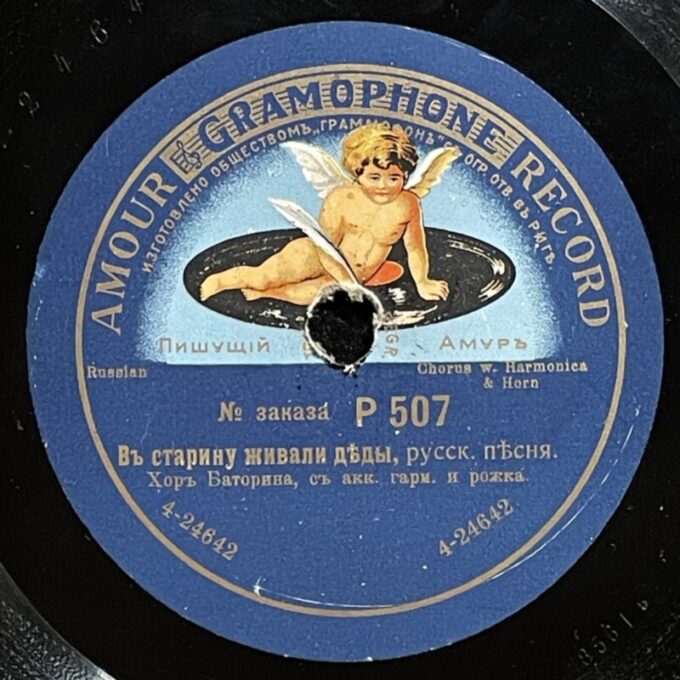 AMOUR GRAMOPHONE RECORD
ИЗГОТОВЛЕНО ОБЩЕСТВОМЪ „ГРАММОФОНЪ“ СЪ ОГР. ОТВ. ВЪ РИГѢ
Пишущій Амуръ
Russian
Chorus w. Harmonica
& Horn
№ заказа P 507
Въ старину живали дѣды, русск. пѣсня.
Хоръ Баторина, съ акк. гарм. и рожка.
4-24642
4-24642